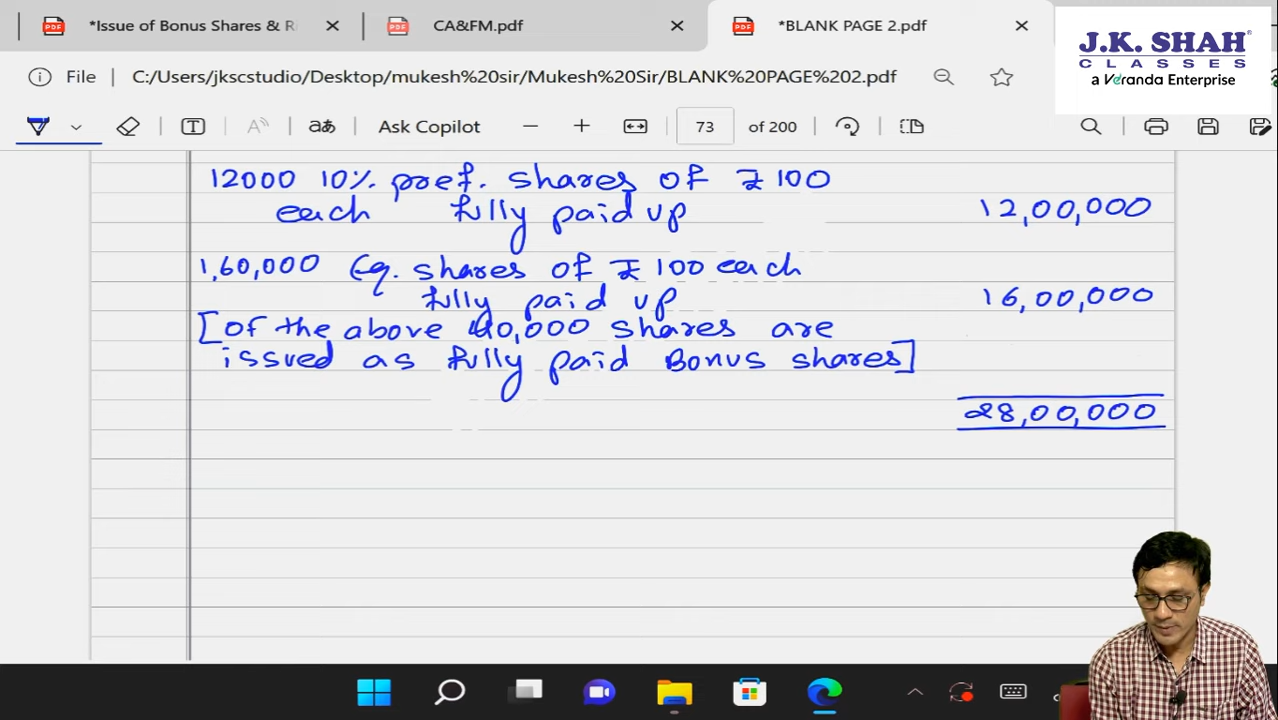 *Issue of Bonus Shares & Ri
CA&FM.pdf
*BLANK PAGE 2.pdf
J.K. SHAH®
CLASSES
a Veranda Enterprise
File C:/Users/jkscstudio/Desktop/mukesh%20sir/Mukesh%20Sir/BLANK%20PAGE%202.pdf
Ask Copilot 73 of 200
12000 10% pref. shares of ₹100
each fully paid up 12,00,000
1,60,000 Eq. shares of ₹100 each
fully paid up 16,00,000
[Of the above 40,000 shares are
issued as fully paid Bonus shares]
28,00,000